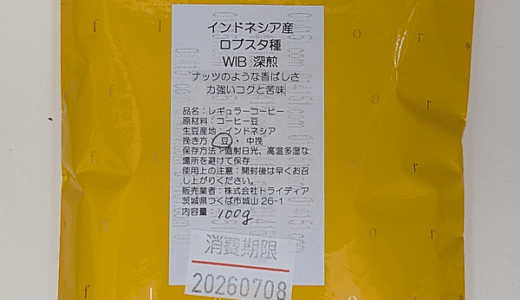 インドネシア産
ロブスタ種
WIB 深煎
ナッツのような香ばしさ
力強いコクと苦味
品名：レギュラーコーヒー
原材料：コーヒー豆
生豆産地：インドネシア
挽き方：豆・中挽
保存方法：直射日光、高温多湿な
場所を避けて保存
使用上の注意：開封後は早くお召
し上がりください。
販売業者：株式会社トライディア
茨城県つくば市城山26-1
内容量：100g
消費期限
20260708